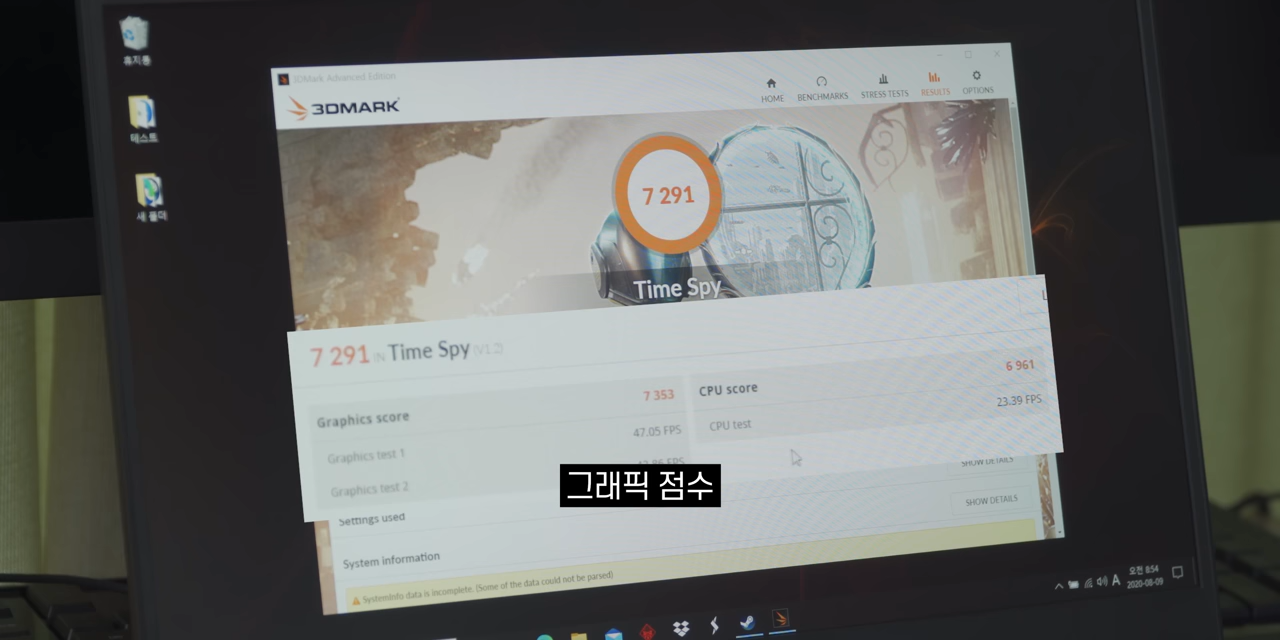 휴지통
테스트
새 폴더
3DMark Advanced Edition
3DMARK
HOME
BENCHMARKS
STRESS TESTS
RESULTS
OPTIONS
7 291
Time Spy
7 291 IN Time Spy
Graphics score 7 353
Graphics test 1 47.05 FPS
Graphics test 2
CPU score 6 961
CPU test 23.39 FPS
그래픽 점수
SHOW DETAILS
Settings used SHOW DETAILS
System information
SystemInfo data is incomplete. (Some of the data could not be parsed)
A
오전 8:54
2020-08-09